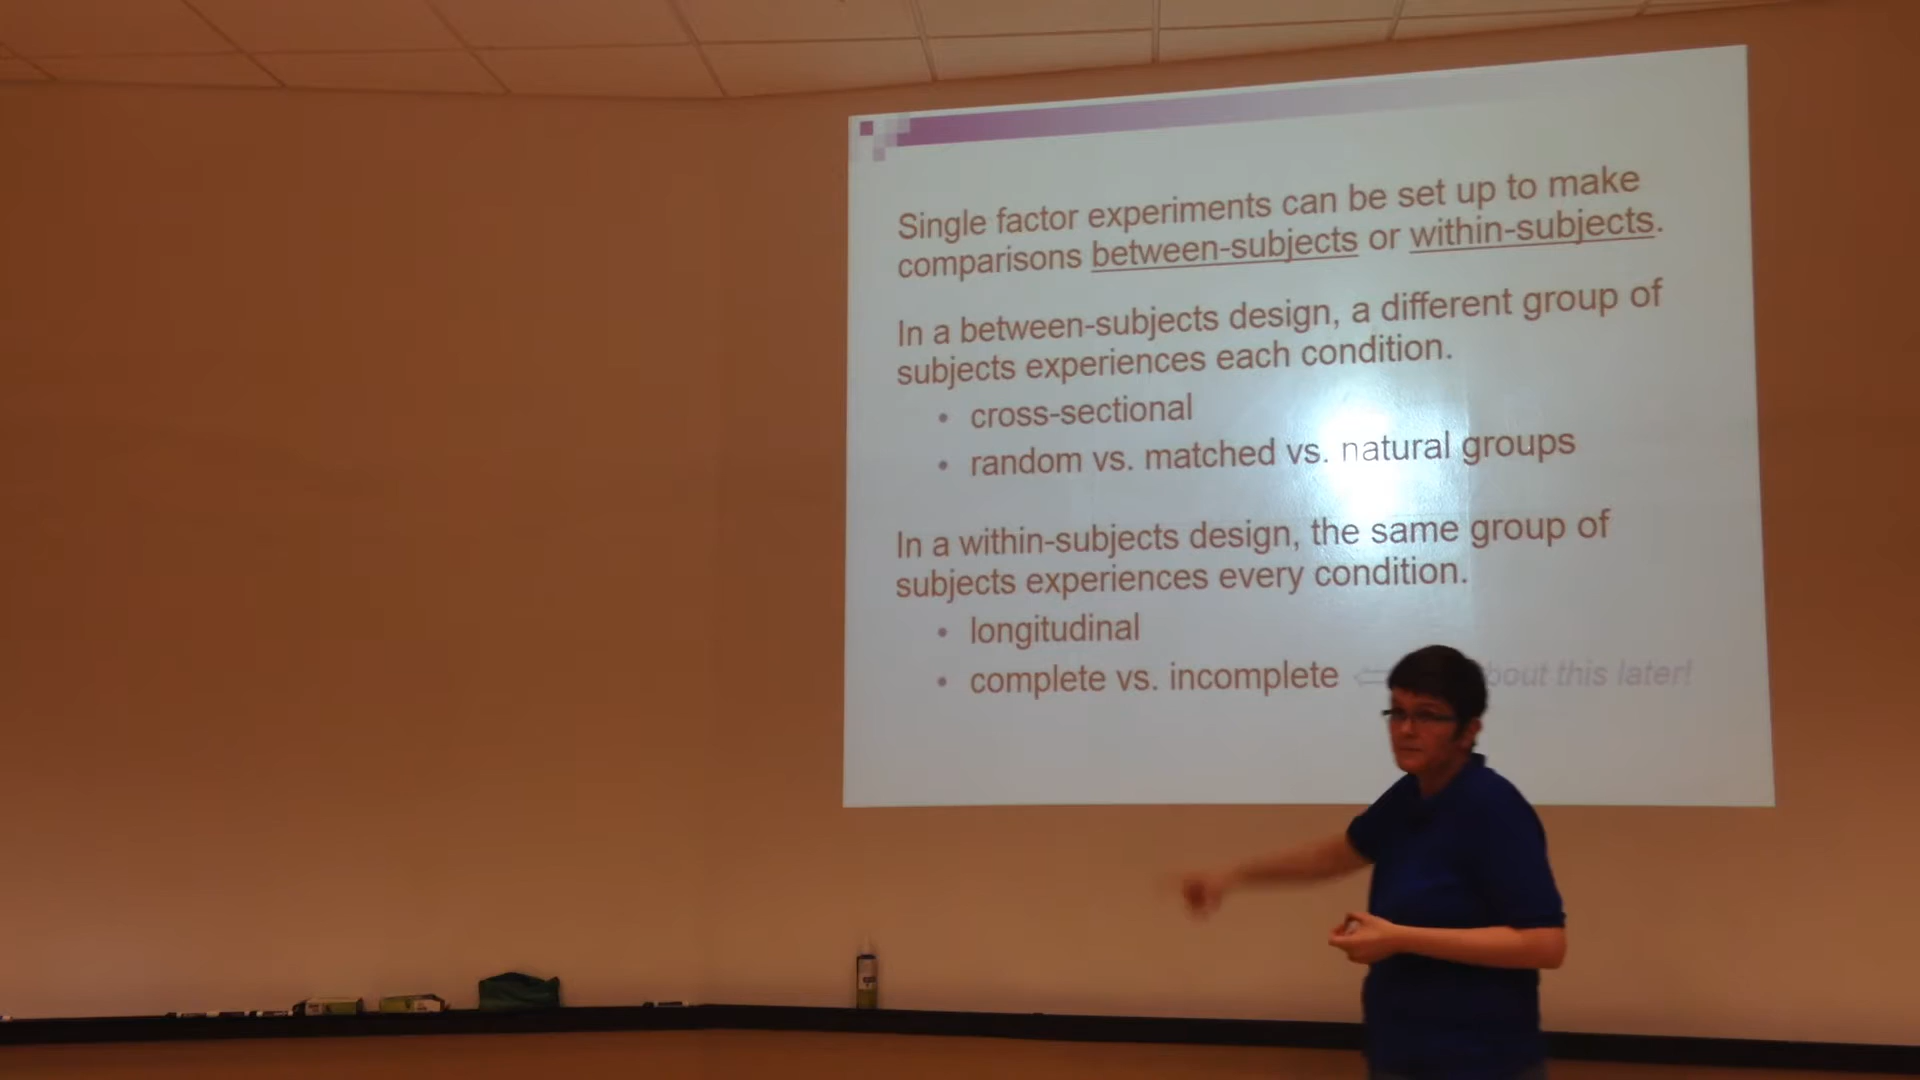 Single factor experiments can be set up to make
comparisons between-subjects or within-subjects.
In a between-subjects design, a different group of
subjects experiences each condition.
• cross-sectional
• random vs. matched vs. natural groups
In a within-subjects design, the same group of
subjects experiences every condition.
• longitudinal
• complete vs. incomplete ⇐ this later!